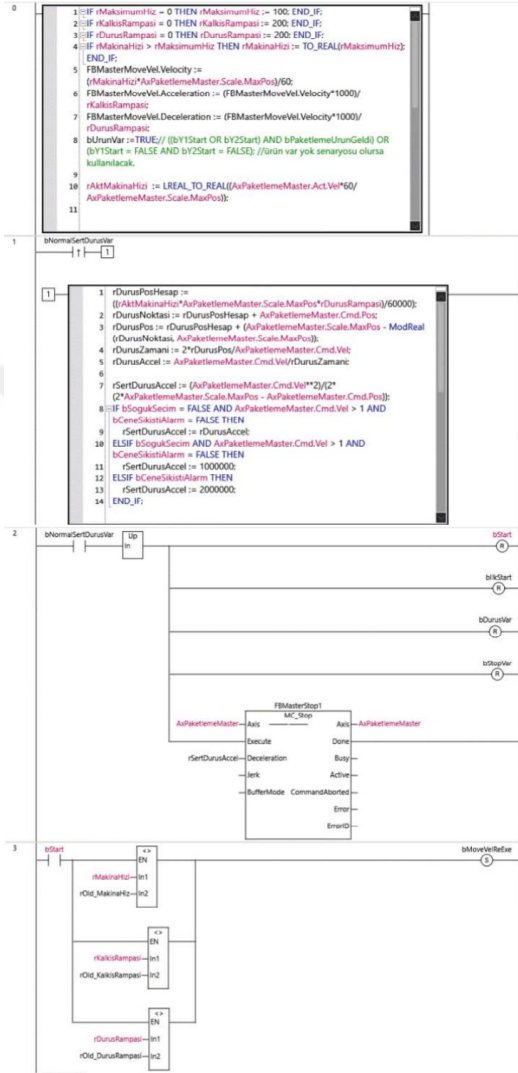 0
1 IF rMaksimumHiz = 0 THEN rMaksimumHiz := 100; END_IF;
2 IF rKalkisRampasi = 0 THEN rKalkisRampasi := 200; END_IF;
3 IF rDurusRampasi = 0 THEN rDurusRampasi := 200; END_IF;
4 IF rMakinaHizi > rMaksimumHiz THEN rMakinaHizi := TO_REAL(rMaksimumHiz);
END_IF;
5 FBMasterMoveVel.Velocity :=
(rMakinaHizi*AxPaketlemeMaster.Scale.MaxPos)/60;
6 FBMasterMoveVel.Acceleration := (FBMasterMoveVel.Velocity*1000)/
rKalkisRampasi;
7 FBMasterMoveVel.Deceleration := (FBMasterMoveVel.Velocity*1000)/
rDurusRampasi;
8 bUrunVar :=TRUE;// ((bY1Start OR bY2Start) AND bPaketlemeUrunGeldi) OR
(bY1Start = FALSE AND bY2Start = FALSE); //ürün var yok senaryosu olursa
kullanılacak.
9
10 rAktMakinaHizi := LREAL_TO_REAL((AxPaketlemeMaster.Act.Vel*60/
AxPaketlemeMaster.Scale.MaxPos));
11
1
bNormalSertDurusVar
1
1
1 rDurusPosHesap :=
((rAktMakinaHizi*AxPaketlemeMaster.Scale.MaxPos*rDurusRampasi)/60000);
2 rDurusNoktasi := rDurusPosHesap + AxPaketlemeMaster.Cmd.Pos;
3 rDurusPos := rDurusPosHesap + (AxPaketlemeMaster.Scale.MaxPos - ModReal
(rDurusNoktasi, AxPaketlemeMaster.Scale.MaxPos));
4 rDurusZamani := 2*rDurusPos/AxPaketlemeMaster.Cmd.Vel;
5 rDurusAccel := AxPaketlemeMaster.Cmd.Vel/rDurusZamani;
6
7 rSertDurusAccel := (AxPaketlemeMaster.Cmd.Vel**2)/(2*
(2*AxPaketlemeMaster.Scale.MaxPos - AxPaketlemeMaster.Cmd.Pos));
8 IF bSogukSecim = FALSE AND AxPaketlemeMaster.Cmd.Vel > 1 AND
bCeneSikistiAlarm = FALSE THEN
9 rSertDurusAccel := rDurusAccel;
10 ELSIF bSogukSecim AND AxPaketlemeMaster.Cmd.Vel > 1 AND
bCeneSikistiAlarm = FALSE THEN
11 rSertDurusAccel := 1000000;
12 ELSIF bCeneSikistiAlarm THEN
13 rSertDurusAccel := 2000000;
14 END_IF;
2
bNormalSertDurusVar Up bStart
In R
bIlkStart
R
bDurusVar
R
bStopVar
R
FBMasterStop1
MC_Stop
AxPaketlemeMaster Axis Axis AxPaketlemeMaster
Execute Done
rSertDurusAccel Deceleration Busy
Jerk Active
BufferMode CommandAborted
Error
ErrorID
3
bStart <> bMoveVelReExe
EN S
rMakinaHizi In1
rOld_MakinaHiz In2
<>
EN
rKalkisRampasi In1
rOld_KalkisRampasi In2
<>
EN
rDurusRampasi In1
rOld_DurusRampasi In2